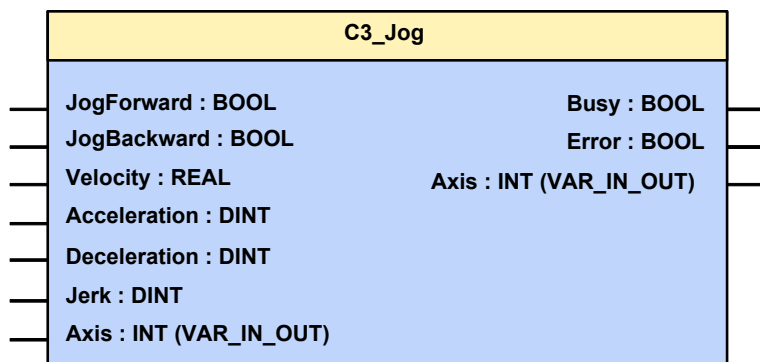 C3_Jog
JogForward : BOOL
Busy : BOOL
JogBackward : BOOL
Error : BOOL
Velocity : REAL
Axis : INT (VAR_IN_OUT)
Acceleration : DINT
Deceleration : DINT
Jerk : DINT
Axis : INT (VAR_IN_OUT)